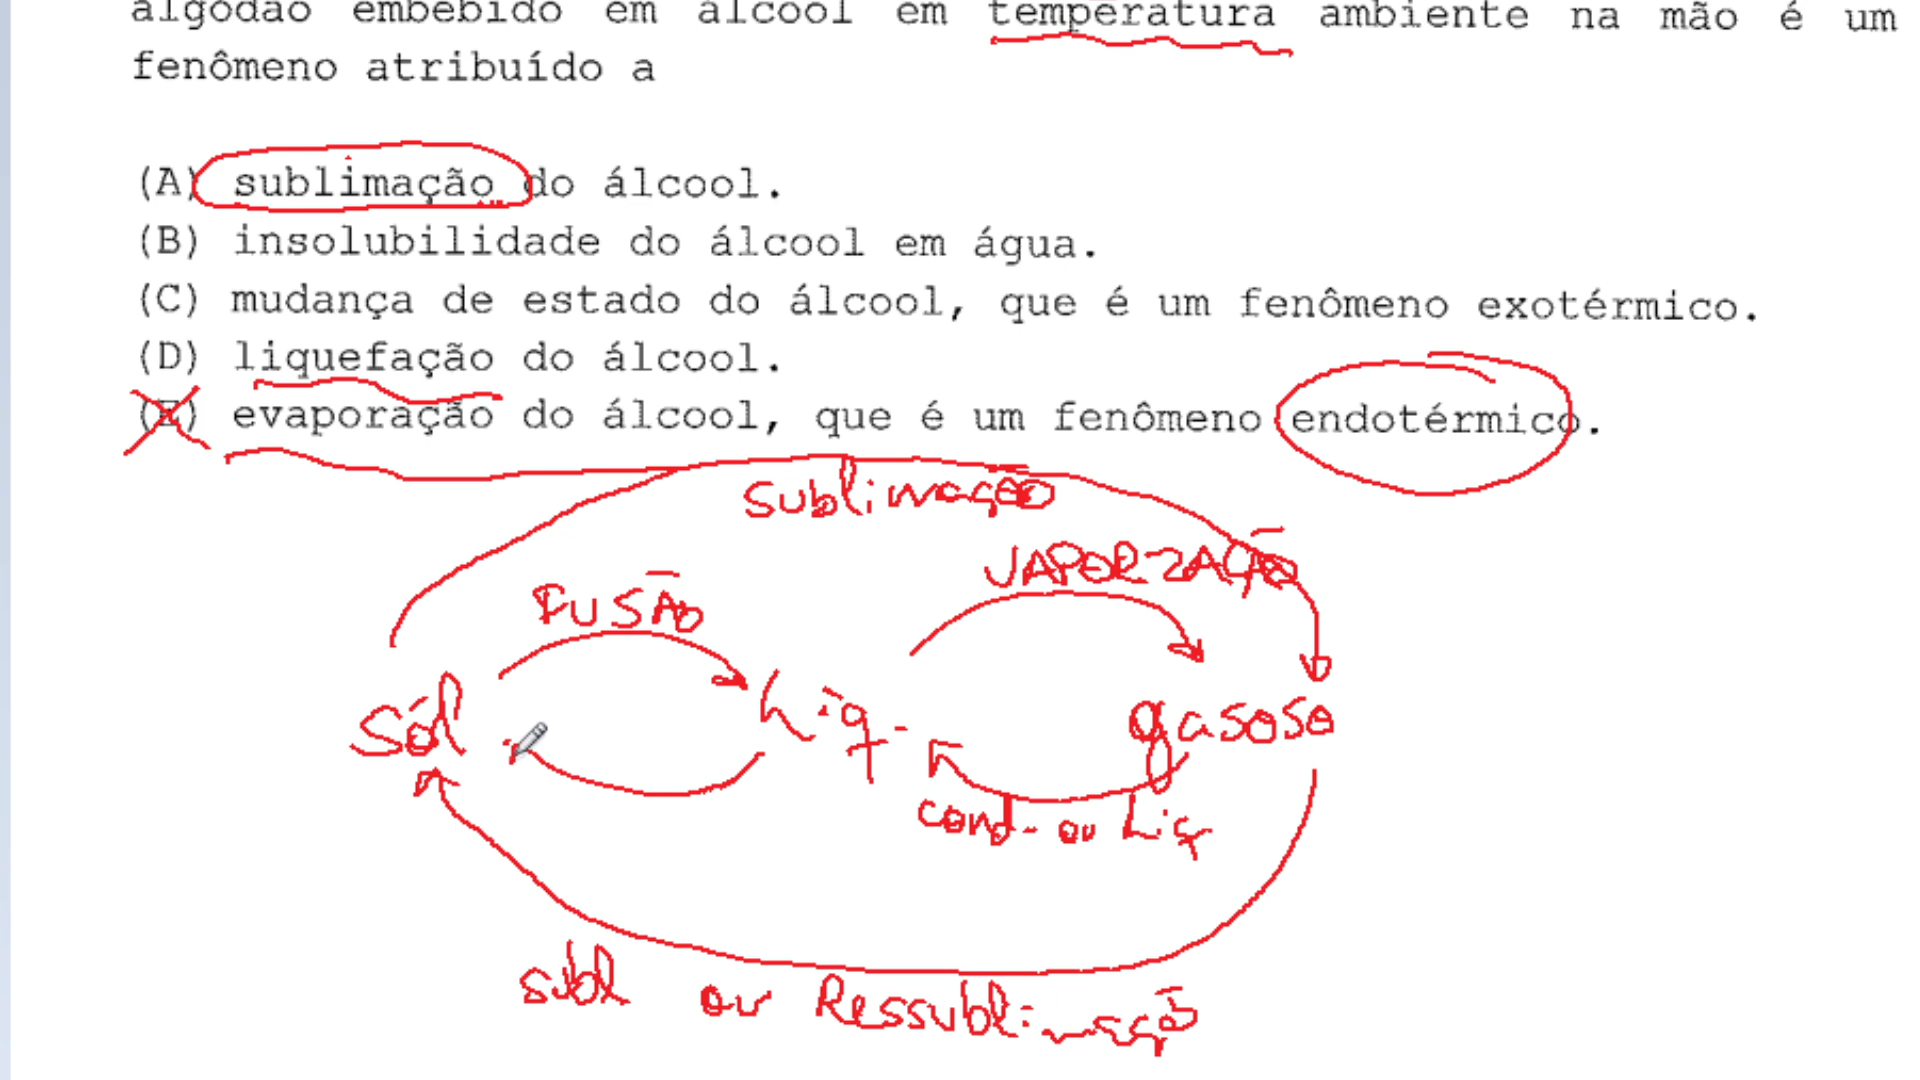 algodão embebido em álcool em temperatura ambiente na mão é um
fenômeno atribuído a
(A) sublimação do álcool.
(B) insolubilidade do álcool em água.
(C) mudança de estado do álcool, que é um fenômeno exotérmico.
(D) liquefação do álcool.
(E) evaporação do álcool, que é um fenômeno endotérmico.
Sublimação
VAPORZAÇÃO
FUSÃO
Sól Líq. gasoso
cond. ou Liq
subl ou Ressublimação